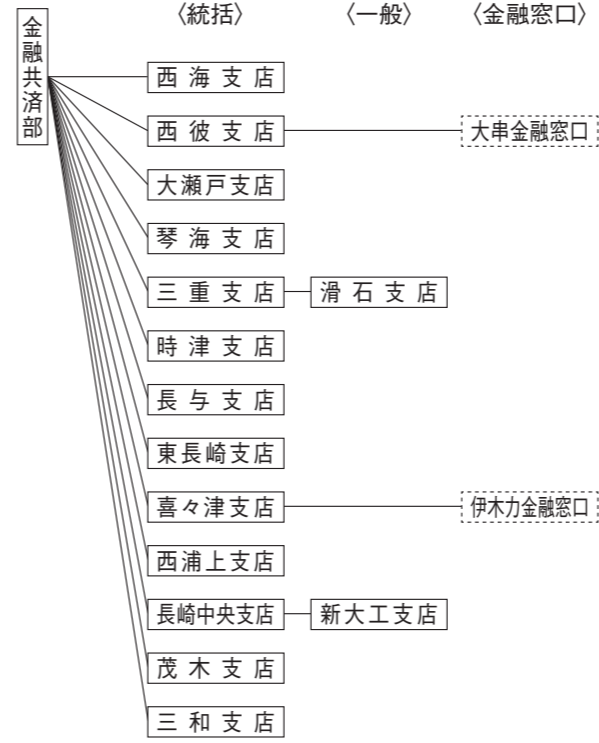 〈統括〉 〈一般〉 〈金融窓口〉
金融共済部
西海支店
西彼支店 大串金融窓口
大瀬戸支店
琴海支店
三重支店 滑石支店
時津支店
長与支店
東長崎支店
喜々津支店 伊木力金融窓口
西浦上支店
長崎中央支店 新大工支店
茂木支店
三和支店